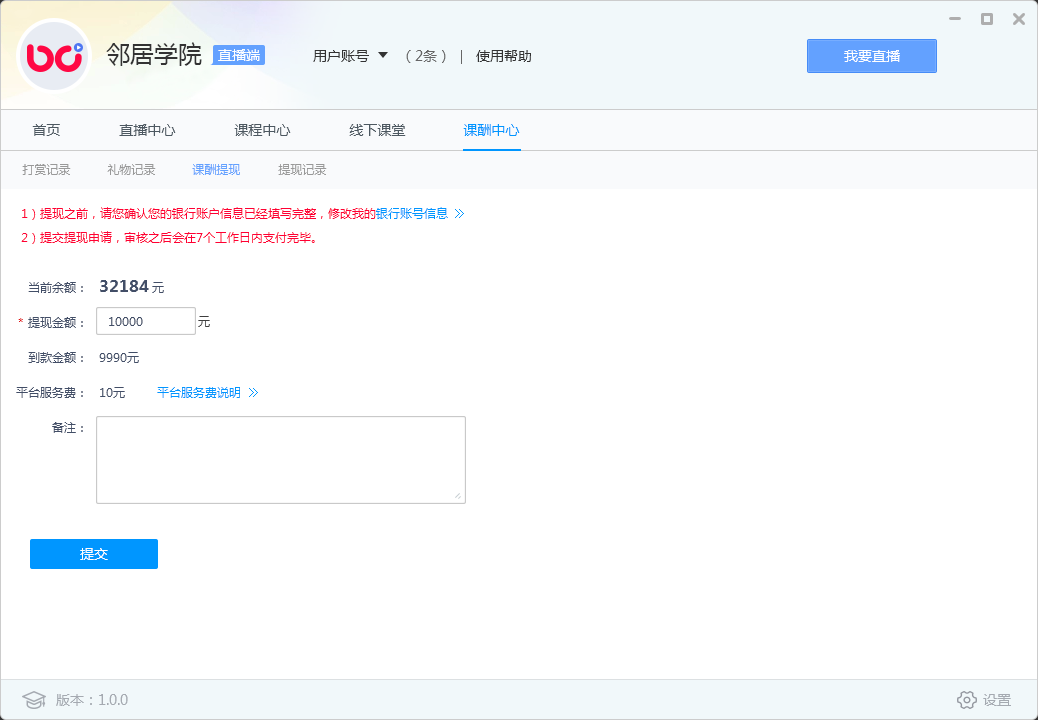 邻居学院 直播端 用户账号 （2条） | 使用帮助 我要直播
首页 直播中心 课程中心 线下课堂 课酬中心
打赏记录 礼物记录 课酬提现 提现记录
1）提现之前，请您确认您的银行账户信息已经填写完整，修改我的银行账号信息
2）提交提现申请，审核之后会在7个工作日内支付完毕。
当前余额： 32184 元
* 提现金额： 10000 元
到款金额： 9990元
平台服务费： 10元 平台服务费说明
备注：
提交
版本：1.0.0 设置